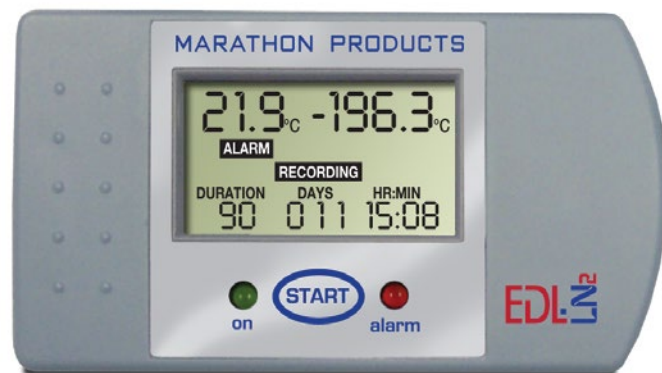 MARATHON PRODUCTS
21.9°C -196.3°C
ALARM
RECORDING
DURATION DAYS HR:MIN
90 011 15:08
START
on alarm
EDL-LN2